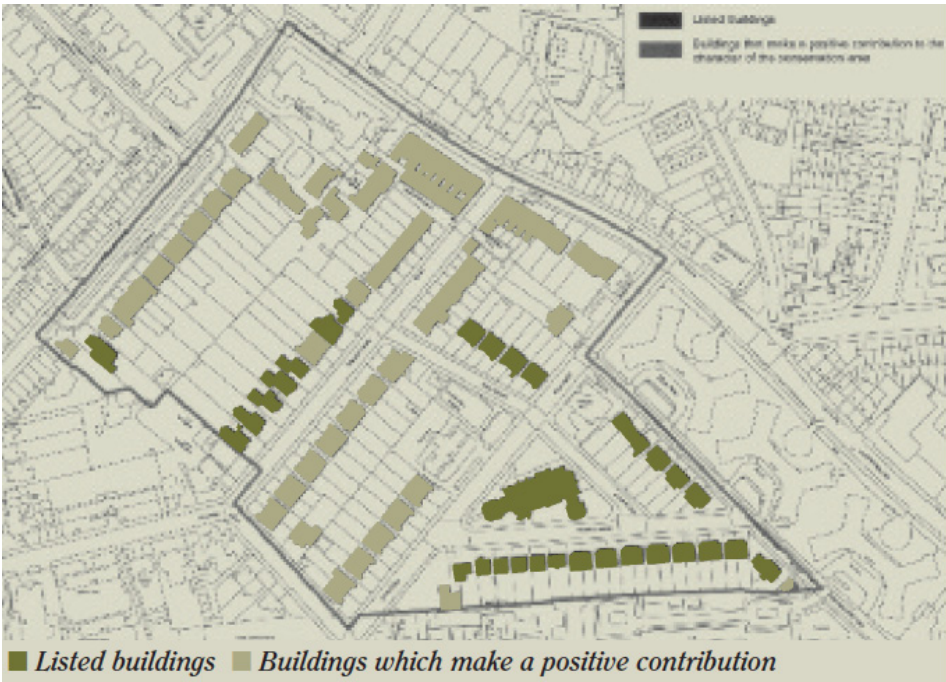 Listed Buildings
Buildings that make a positive contribution to the
character of the conservation area
Listed buildings Buildings which make a positive contribution